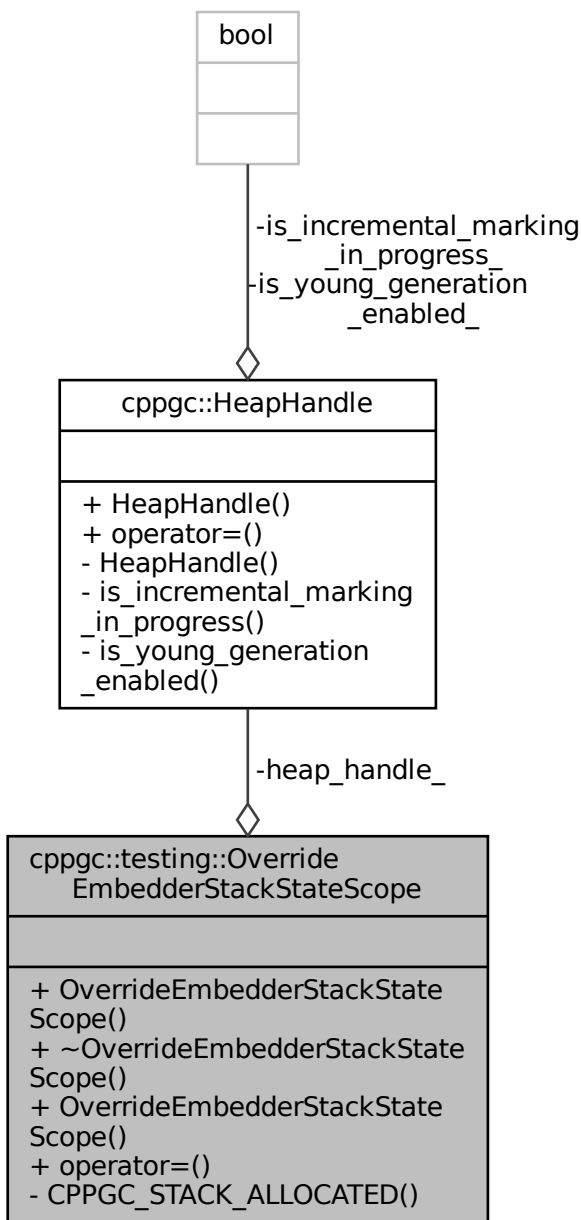 bool
-is_incremental_marking
_in_progress_
-is_young_generation
_enabled_
cppgc::HeapHandle
+ HeapHandle()
+ operator=()
- HeapHandle()
- is_incremental_marking
_in_progress()
- is_young_generation
_enabled()
-heap_handle_
cppgc::testing::Override
EmbedderStackStateScope
+ OverrideEmbedderStackState
Scope()
+ ~OverrideEmbedderStackState
Scope()
+ OverrideEmbedderStackState
Scope()
+ operator=()
- CPPGC_STACK_ALLOCATED()